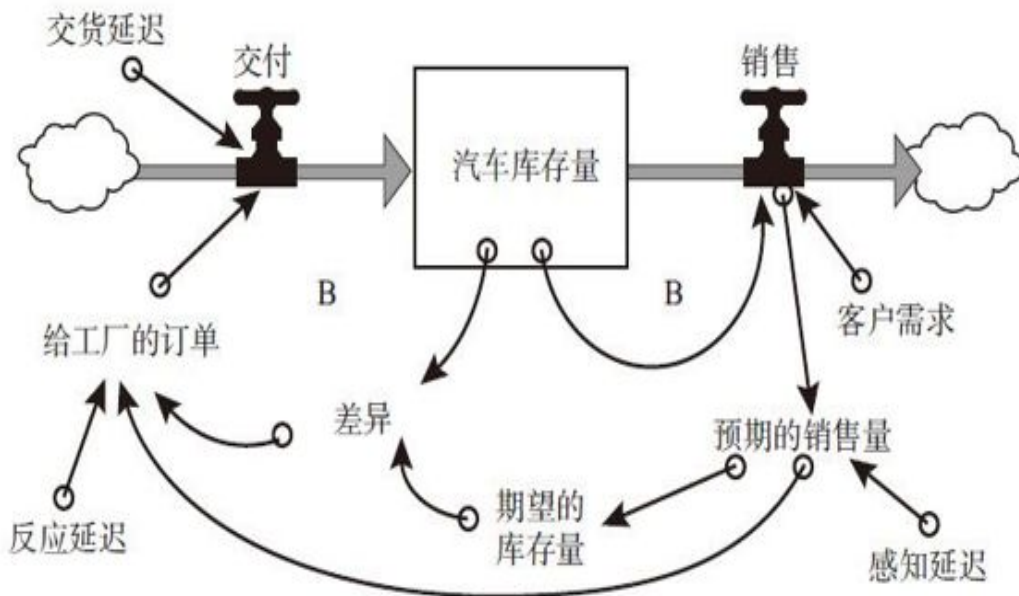 交货延迟
交付
销售
汽车库存量
B
B
给工厂的订单
客户需求
差异
预期的销售量
期望的
库存量
反应延迟
感知延迟